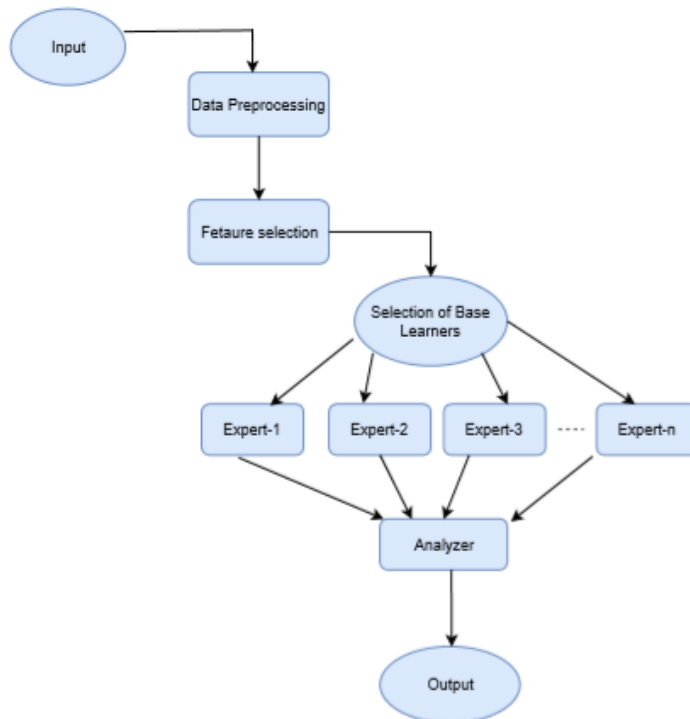 Input
Data Preprocessing
Fetaure selection
Selection of Base
Learners
Expert-1
Expert-2
Expert-3
Expert-n
Analyzer
Output